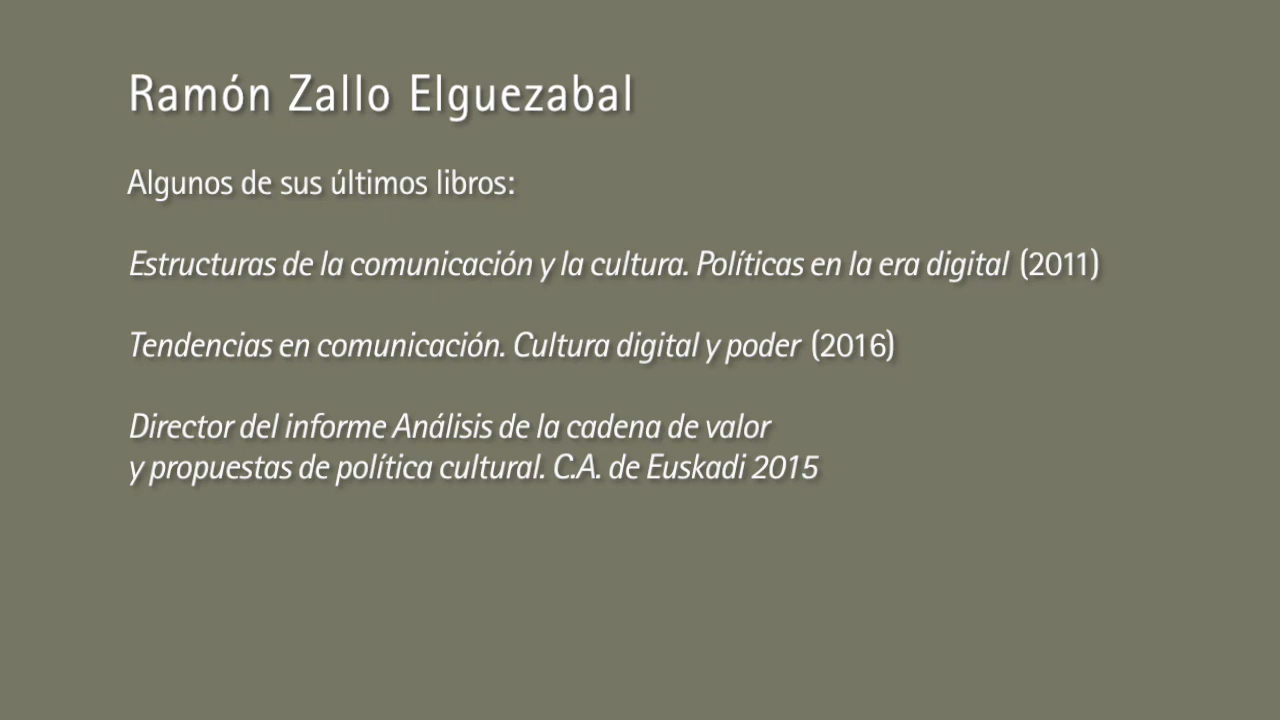 Ramón Zallo Elguezabal
Algunos de sus últimos libros:
Estructuras de la comunicación y la cultura. Políticas en la era digital (2011)
Tendencias en comunicación. Cultura digital y poder (2016)
Director del informe Análisis de la cadena de valor
y propuestas de política cultural. C.A. de Euskadi 2015